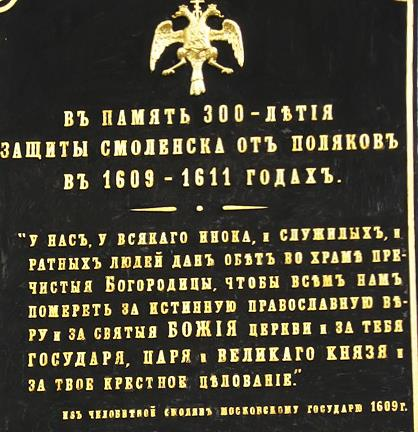 ВЪ ПАМЯТЬ 300-ЛѢТІЯ
ЗАЩИТЫ СМОЛЕНСКА ОТЪ ПОЛЯКОВЪ
ВЪ 1609-1611 ГОДАХЪ.
"У НАСЪ, У ВСЯКАГО ИНОКА, И СЛУЖИЛЫХЪ, И
РАТНЫХЪ ЛЮДЕЙ ДАНЪ ОБѢТЪ ВО ХРАМѢ ПРЕ-
ЧИСТЫЯ БОГОРОДИЦЫ, ЧТОБЫ ВСѢМЪ НАМЪ
ПОМЕРЕТЬ ЗА ИСТИННУЮ ПРАВОСЛАВНУЮ ВѢ-
РУ И ЗА СВЯТЫЯ БОЖІЯ ЦЕРКВИ И ЗА ТЕБЯ
ГОСУДАРЯ, ЦАРЯ И ВЕЛИКАГО КНЯЗЯ И
ЗА ТВОЕ КРЕСТНОЕ ЦѢЛОВАНІЕ."
ИЗЪ ЧЕЛОБИТНОЙ СМОЛЯНЪ МОСКОВСКОМУ ГОСУДАРЮ 1609 Г.